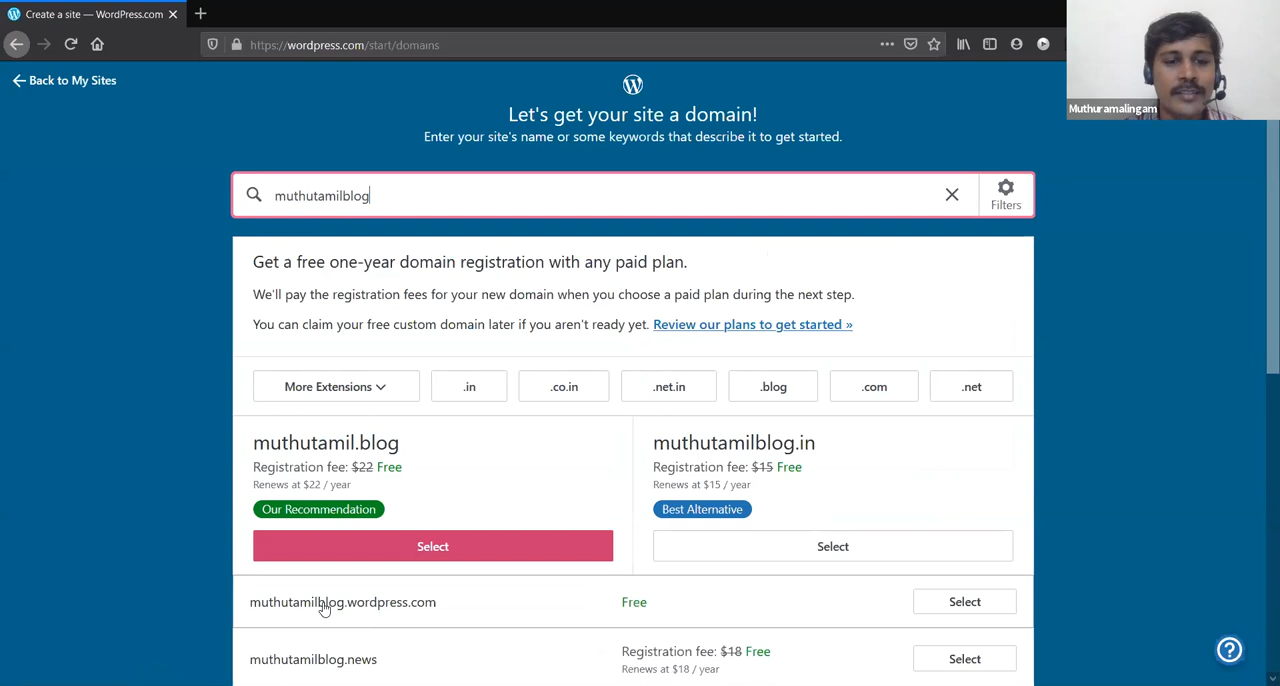 Create a site — WordPress.com
https://wordpress.com/start/domains
Muthuramalingam
Back to My Sites
Let's get your site a domain!
Enter your site's name or some keywords that describe it to get started.
muthutamilblog
Filters
Get a free one-year domain registration with any paid plan.
We'll pay the registration fees for your new domain when you choose a paid plan during the next step.
You can claim your free custom domain later if you aren't ready yet. Review our plans to get started »
More Extensions .in .co.in .net.in .blog .com .net
muthutamil.blog
Registration fee: $22 Free
Renews at $22 / year
Our Recommendation
Select
muthutamilblog.in
Registration fee: $15 Free
Renews at $15 / year
Best Alternative
Select
muthutamilblog.wordpress.com Free Select
muthutamilblog.news
Registration fee: $18 Free
Renews at $18 / year
Select